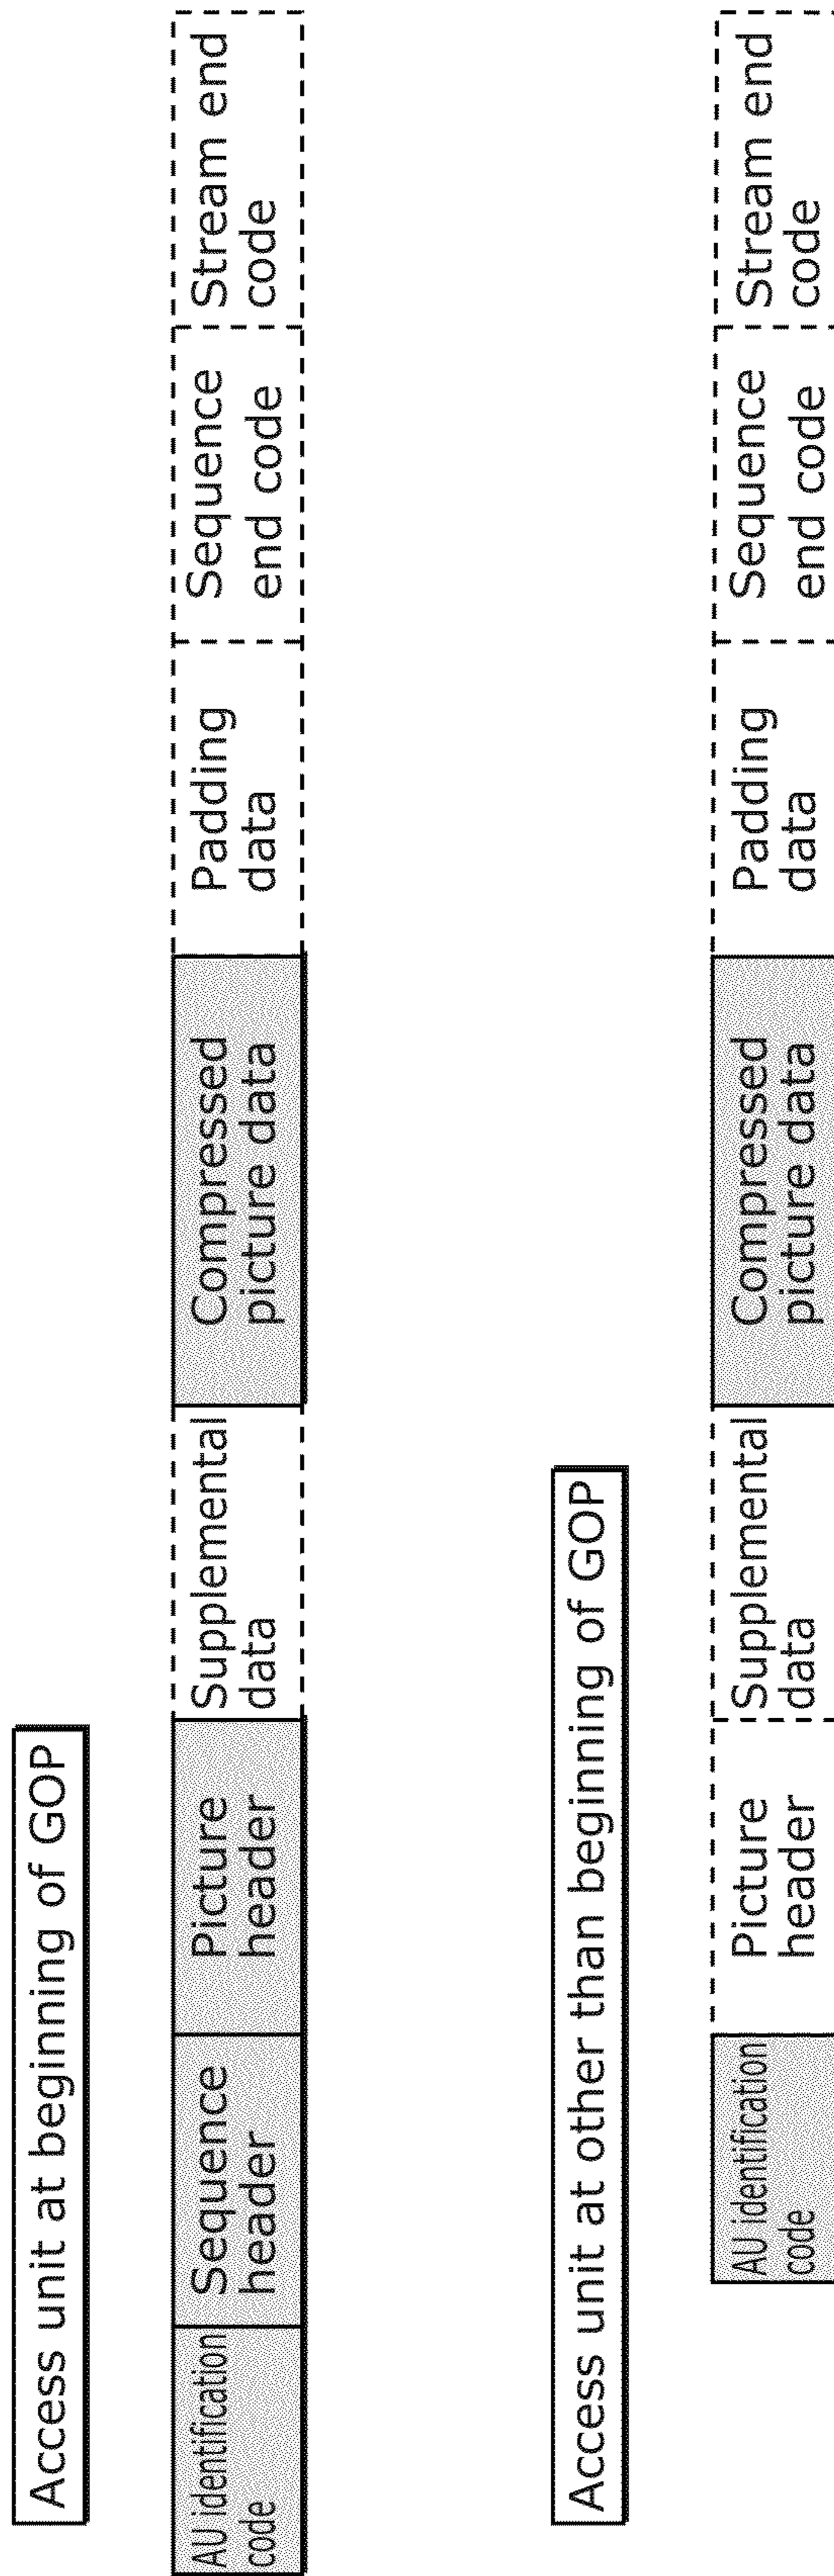 Access unit at beginning of GOP
AU identification
code
Sequence
header
Picture
header
Supplemental
data
Compressed
picture data
Padding
data
Sequence
end code
Stream end
code
Access unit at other than beginning of GOP
AU identification
code
Picture
header
Supplemental
data
Compressed
picture data
Padding
data
Sequence
end code
Stream end
code